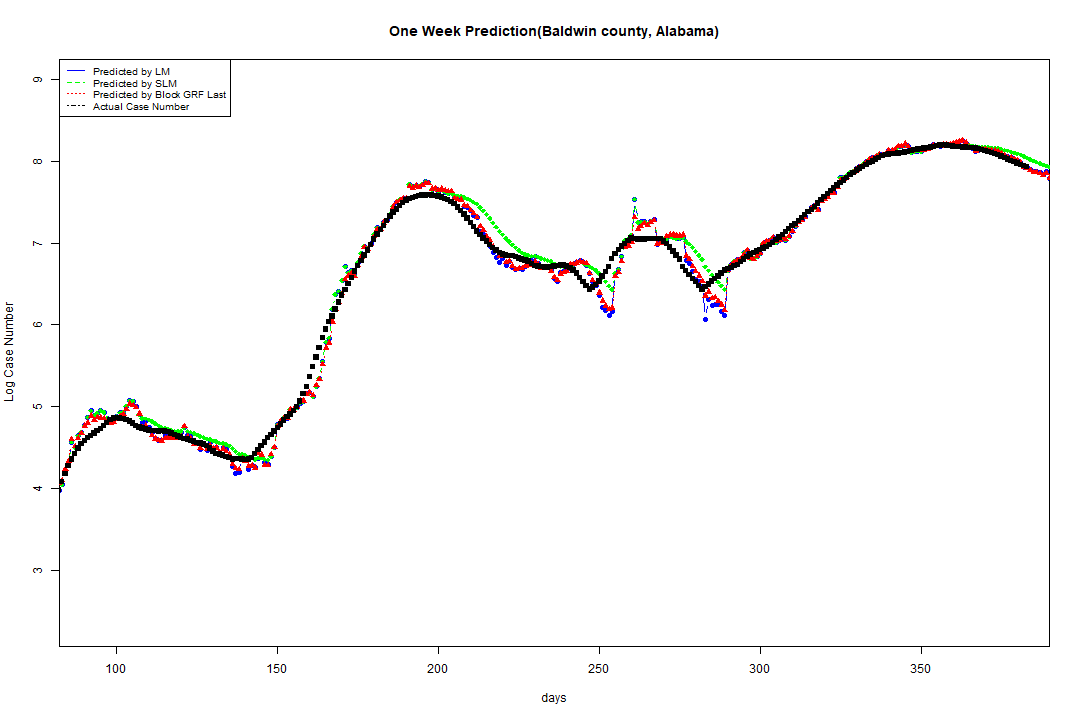 One Week Prediction(Baldwin county, Alabama)
Predicted by LM
Predicted by SLM
Predicted by Block GRF Last
Actual Case Number
9
8
7
6
5
4
3
Log Case Number
100 150 200 250 300 350
days